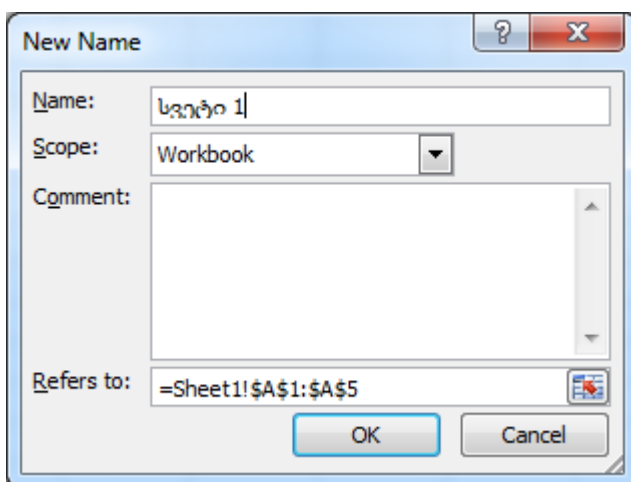 New Name
Name:
სვეტი 1
Scope:
Workbook
Comment:
Refers to:
=Sheet1!$A$1:$A$5
OK
Cancel